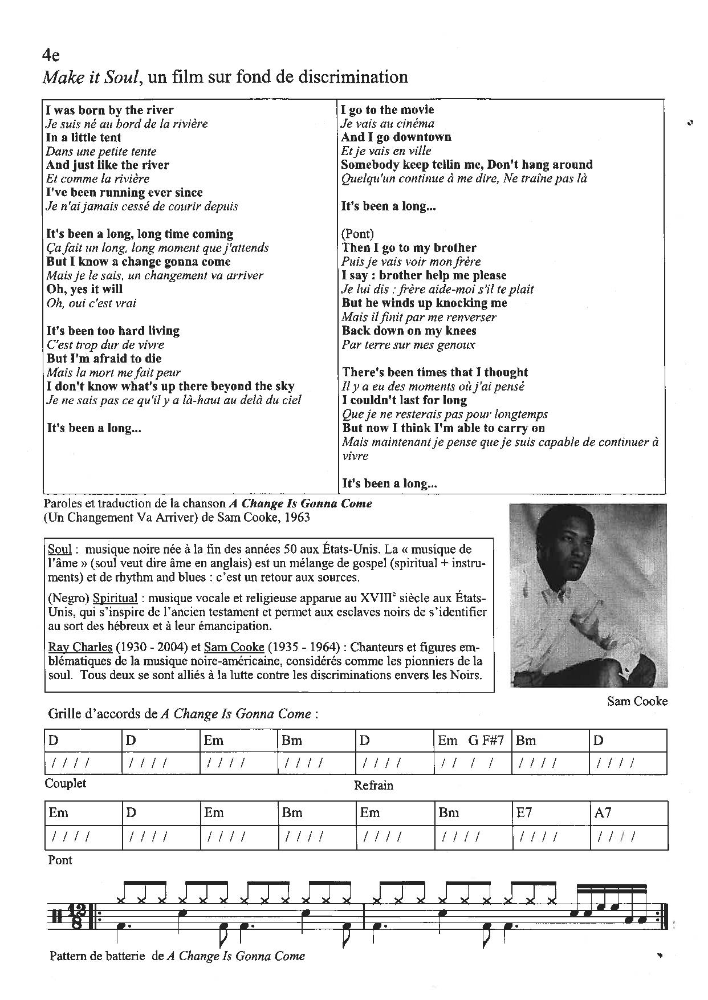 4e
Make it Soul, un film sur fond de discrimination
I was born by the river
Je suis né au bord de la rivière
In a little tent
Dans une petite tente
And just like the river
Et comme la rivière
I've been running ever since
Je n'ai jamais cessé de courir depuis
It's been a long, long time coming
Ça fait un long, long moment que j'attends
But I know a change gonna come
Mais je le sais, un changement va arriver
Oh, yes it will
Oh, oui c'est vrai
It's been too hard living
C'est trop dur de vivre
But I'm afraid to die
Mais la mort me fait peur
I don't know what's up there beyond the sky
Je ne sais pas ce qu'il y a là-haut au delà du ciel
It's been a long...
I go to the movie
Je vais au cinéma
And I go downtown
Et je vais en ville
Somebody keep tellin me, Don't hang around
Quelqu'un continue à me dire, Ne traîne pas là
It's been a long...
(Pont)
Then I go to my brother
Puis je vais voir mon frère
I say : brother help me please
Je lui dis : frère aide-moi s'il te plait
But he winds up knocking me
Mais il finit par me renverser
Back down on my knees
Par terre sur mes genoux
There's been times that I thought
Il y a eu des moments où j'ai pensé
I couldn't last for long
Que je ne resterais pas pour longtemps
But now I think I'm able to carry on
Mais maintenant je pense que je suis capable de continuer à
vivre
It's been a long...
Paroles et traduction de la chanson A Change Is Gonna Come
(Un Changement Va Arriver) de Sam Cooke, 1963
Soul : musique noire née à la fin des années 50 aux États-Unis. La « musique de
l'âme » (soul veut dire âme en anglais) est un mélange de gospel (spiritual + instru-
ments) et de rhythm and blues : c'est un retour aux sources.
(Negro) Spiritual : musique vocale et religieuse apparue au XVIIIe siècle aux États-
Unis, qui s'inspire de l'ancien testament et permet aux esclaves noirs de s'identifier
au sort des hébreux et à leur émancipation.
Ray Charles (1930 - 2004) et Sam Cooke (1935 - 1964) : Chanteurs et figures em-
blématiques de la musique noire-américaine, considérés comme les pionniers de la
soul. Tous deux se sont alliés à la lutte contre les discriminations envers les Noirs.
Sam Cooke
Grille d'accords de A Change Is Gonna Come :
D D Em Bm D Em G F#7 Bm D
/ / / / / / / / / / / / / / / / / / / / / / / / / / / / / / / /
Couplet Refrain
Em D Em Bm Em Bm E7 A7
/ / / / / / / / / / / / / / / / / / / / / / / / / / / / / / / /
Pont
12
8
Pattern de batterie de A Change Is Gonna Come